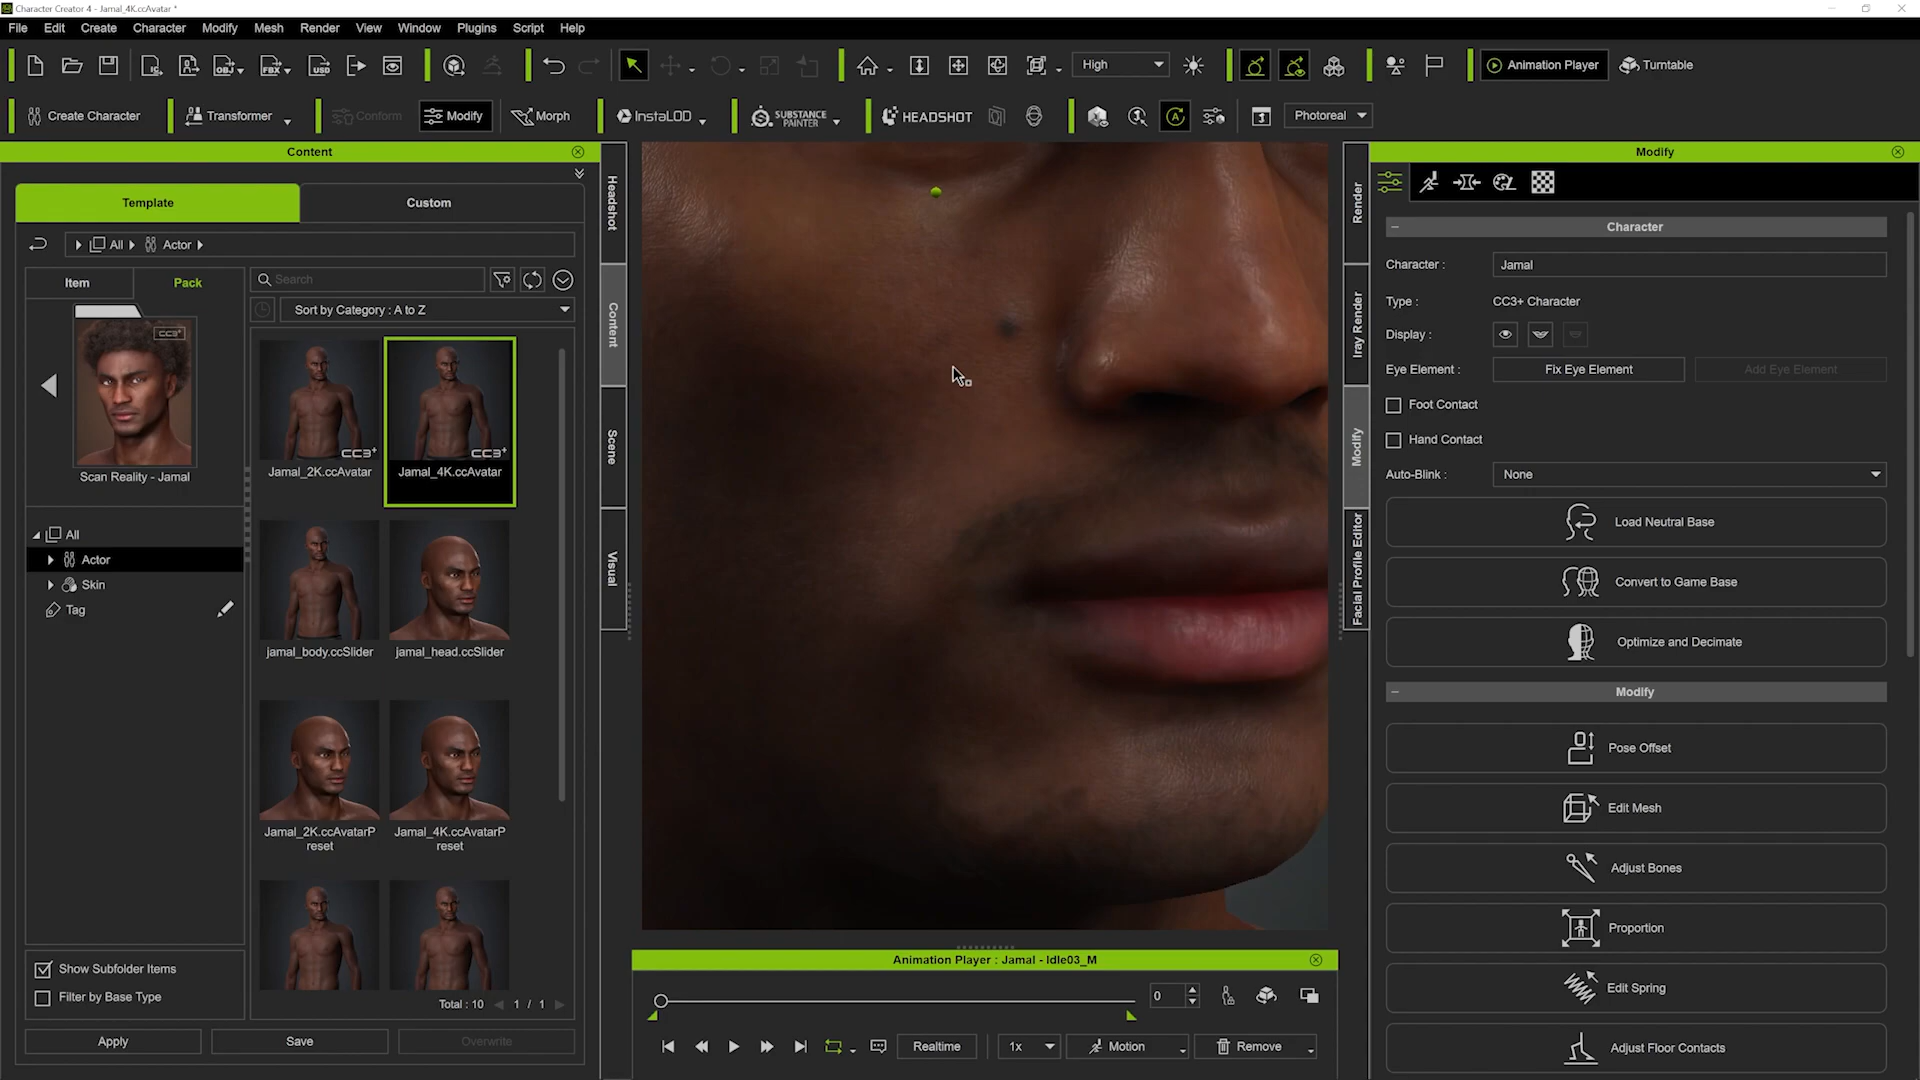 Character Creator 4 - Jamal_4K.ccAvatar *
File Edit Create Character Modify Mesh Render View Window Plugins Script Help
OBJ FBX USD High Animation Player Turntable
Create Character Transformer Conform Modify Morph InstaLOD SUBSTANCE PAINTER HEADSHOT A Photoreal
Content
Template Custom
All Actor
Item Pack
Search
Sort by Category : A to Z
CC3+
Scan Reality - Jamal
All
Actor
Skin
Tag
CC3+
Jamal_2K.ccAvatar
CC3+
Jamal_4K.ccAvatar
jamal_body.ccSlider
jamal_head.ccSlider
Jamal_2K.ccAvatarP
reset
Jamal_4K.ccAvatarP
reset
Show Subfolder Items
Filter by Base Type
Total : 10 1 / 1
Apply Save Overwrite
Headshot
Content
Scene
Visual
Animation Player : Jamal - Idle03_M
0
Realtime 1x Motion Remove
Render
Iray Render
Modify
Facial Profile Editor
Modify
Character
Character : Jamal
Type : CC3+ Character
Display :
Eye Element : Fix Eye Element Add Eye Element
Foot Contact
Hand Contact
Auto-Blink : None
Load Neutral Base
Convert to Game Base
Optimize and Decimate
Modify
Pose Offset
Edit Mesh
Adjust Bones
Proportion
Edit Spring
Adjust Floor Contacts